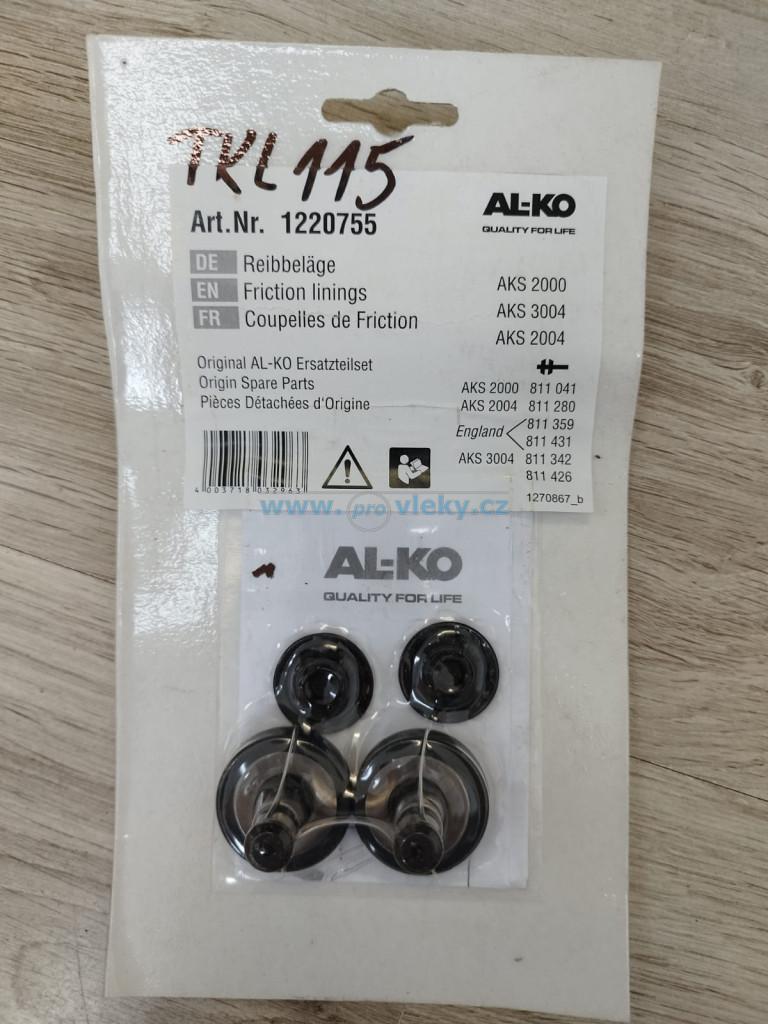 TKL 115
Art.Nr. 1220755
AL-KO
QUALITY FOR LIFE
DE Reibbeläge
EN Friction linings
FR Coupelles de Friction
AKS 2000
AKS 3004
AKS 2004
Original AL-KO Ersatzteilset
Origin Spare Parts
Pièces Détachées d'Origine
AKS 2000 811 041
AKS 2004 811 280
England 811 359
811 431
AKS 3004 811 342
811 426
4 003718 032963
1270867_b
www.provleky.cz
AL-KO
QUALITY FOR LIFE